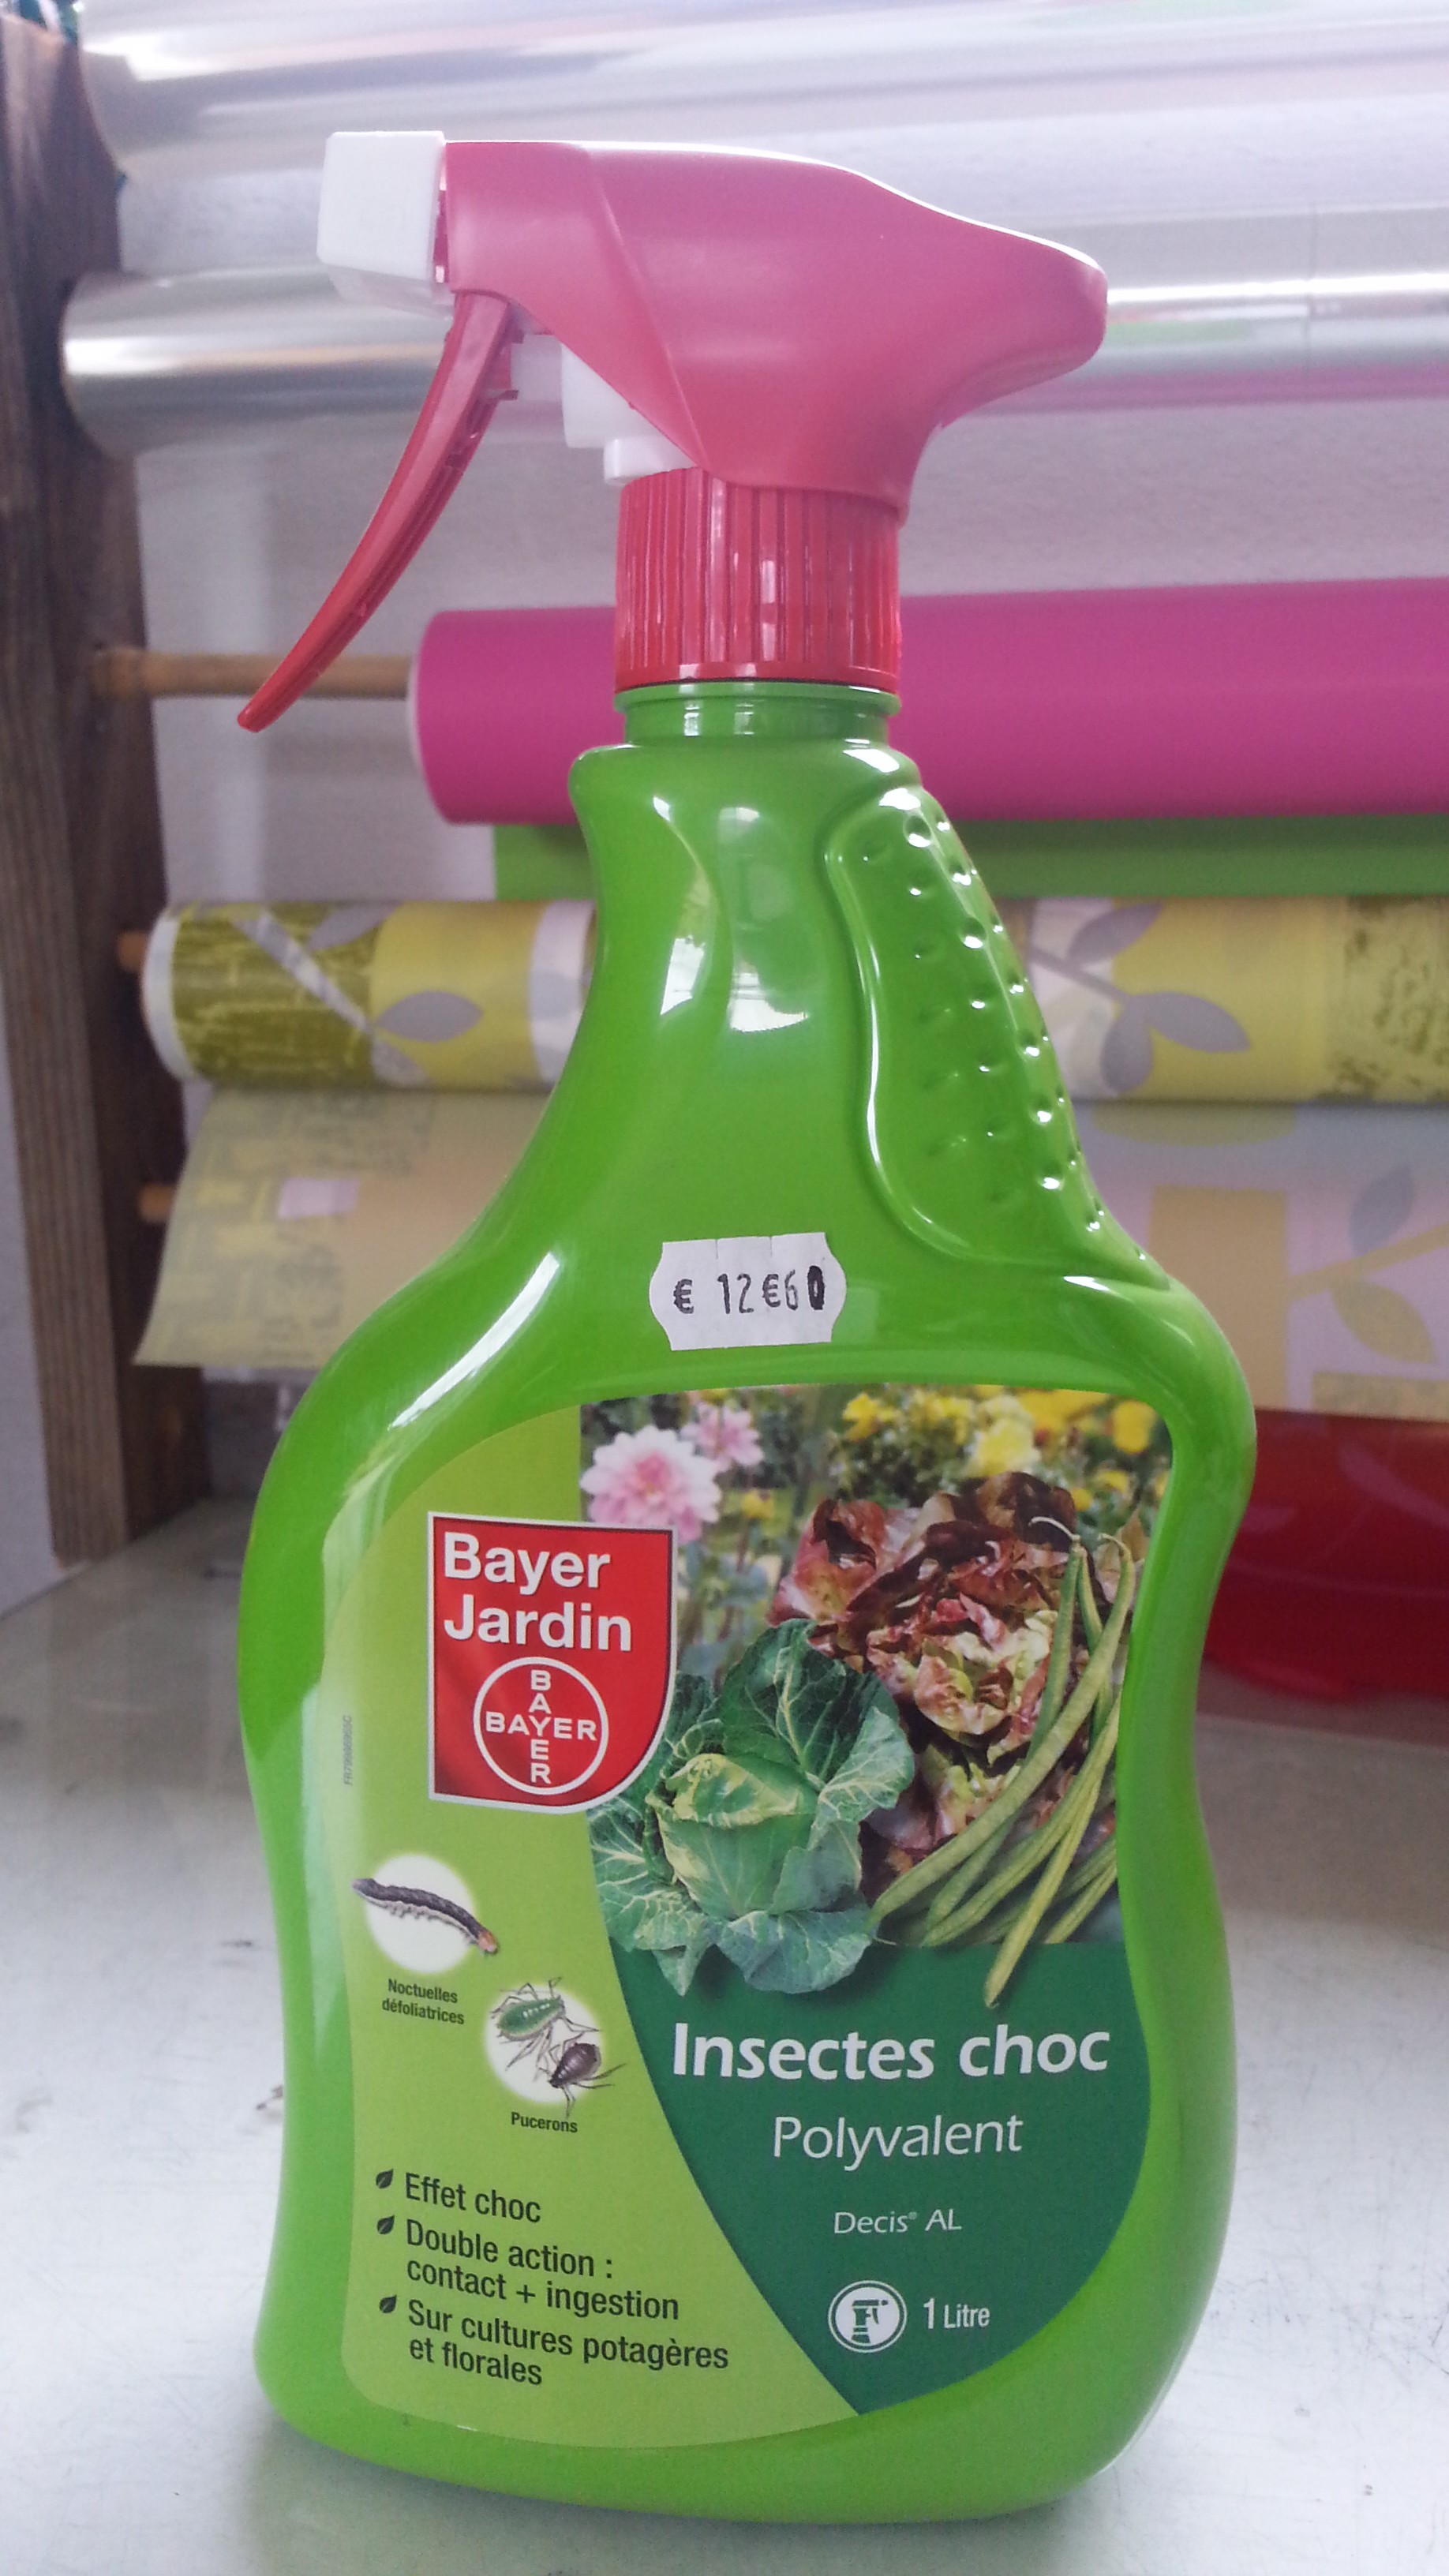 € 12€60
Bayer
Jardin
BAYER
BAYER
Noctuelles
défoliatrices
Pucerons
Effet choc
Double action :
contact + ingestion
Sur cultures potagères
et florales
Insectes choc
Polyvalent
Decis® AL
1 Litre